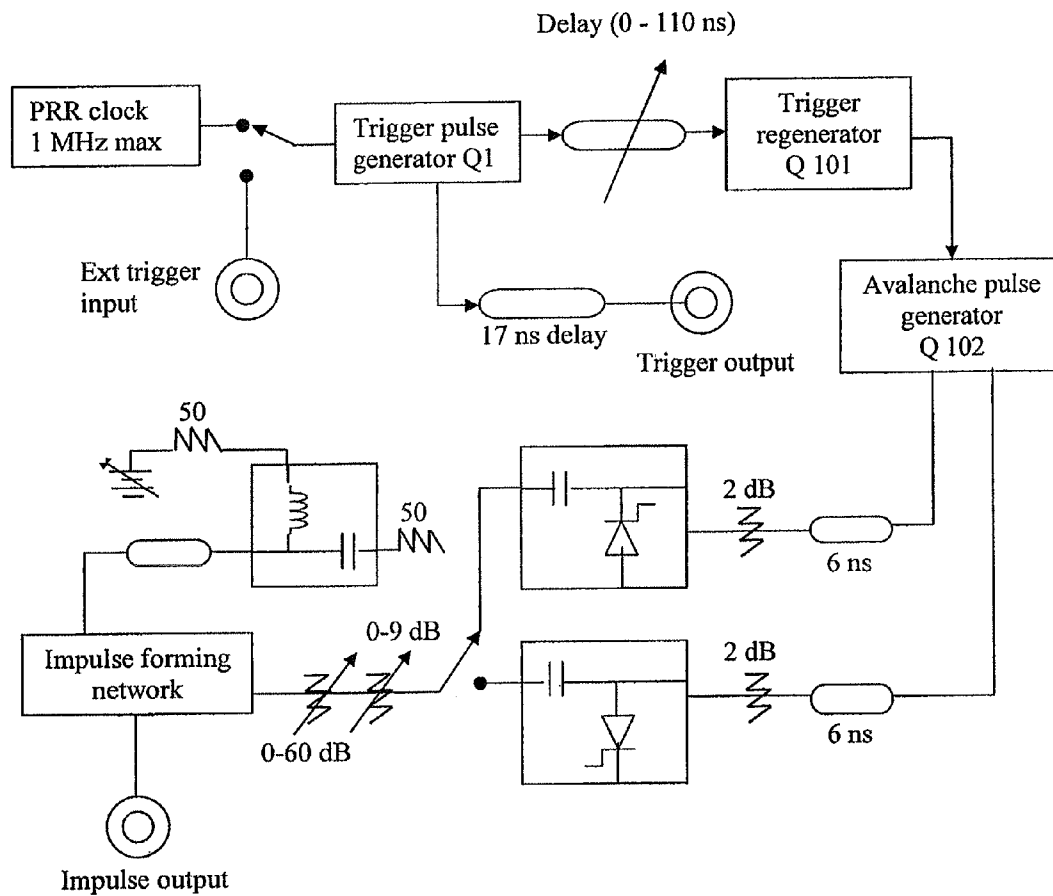 Delay (0 - 110 ns)
PRR clock
1 MHz max
Trigger pulse
generator Q1
Trigger
regenerator
Q 101
Ext trigger
input
17 ns delay
Trigger output
Avalanche pulse
generator
Q 102
50
50
2 dB
6 ns
Impulse forming
network
0-9 dB
0-60 dB
2 dB
6 ns
Impulse output